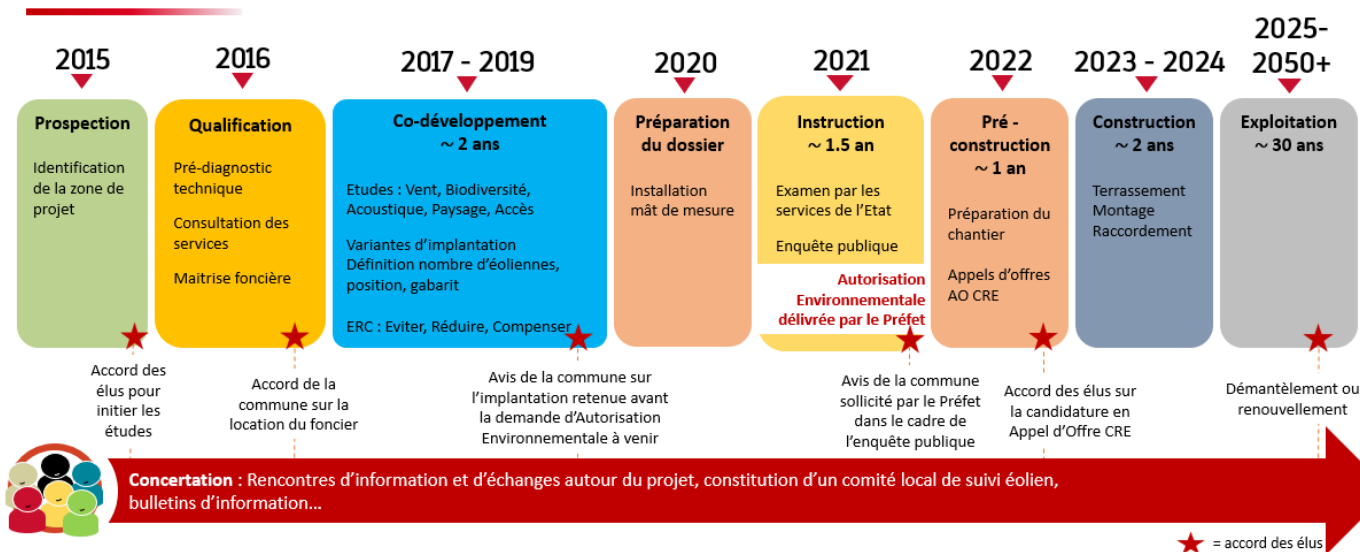 2015
2016
2017 - 2019
2020
2021
2022
2023 - 2024
2025-
2050+
Prospection
Identification
de la zone de
projet
Qualification
Pré-diagnostic
technique
Consultation des
services
Maitrise foncière
Co-développement
~ 2 ans
Etudes : Vent, Biodiversité,
Acoustique, Paysage, Accès
Variantes d’implantation
Définition nombre d’éoliennes,
position, gabarit
ERC : Eviter, Réduire, Compenser
Préparation
du dossier
Installation
mât de mesure
Instruction
~ 1.5 an
Examen par les
services de l’Etat
Enquête publique
Autorisation
Environnementale
délivrée par le Préfet
Pré -
construction
~ 1 an
Préparation du
chantier
Appels d’offres
AO CRE
Construction
~ 2 ans
Terrassement
Montage
Raccordement
Exploitation
~ 30 ans
Accord des
élus pour
initier les
études
Accord de la
commune sur la
location du foncier
Avis de la commune sur
l’implantation retenue avant
la demande d’Autorisation
Environnementale à venir
Avis de la commune
sollicité par le Préfet
dans le cadre de
l’enquête publique
Accord des élus sur
la candidature en
Appel d’Offre CRE
Démantèlement ou
renouvellement
Concertation : Rencontres d’information et d’échanges autour du projet, constitution d’un comité local de suivi éolien,
bulletins d’information…
= accord des élus